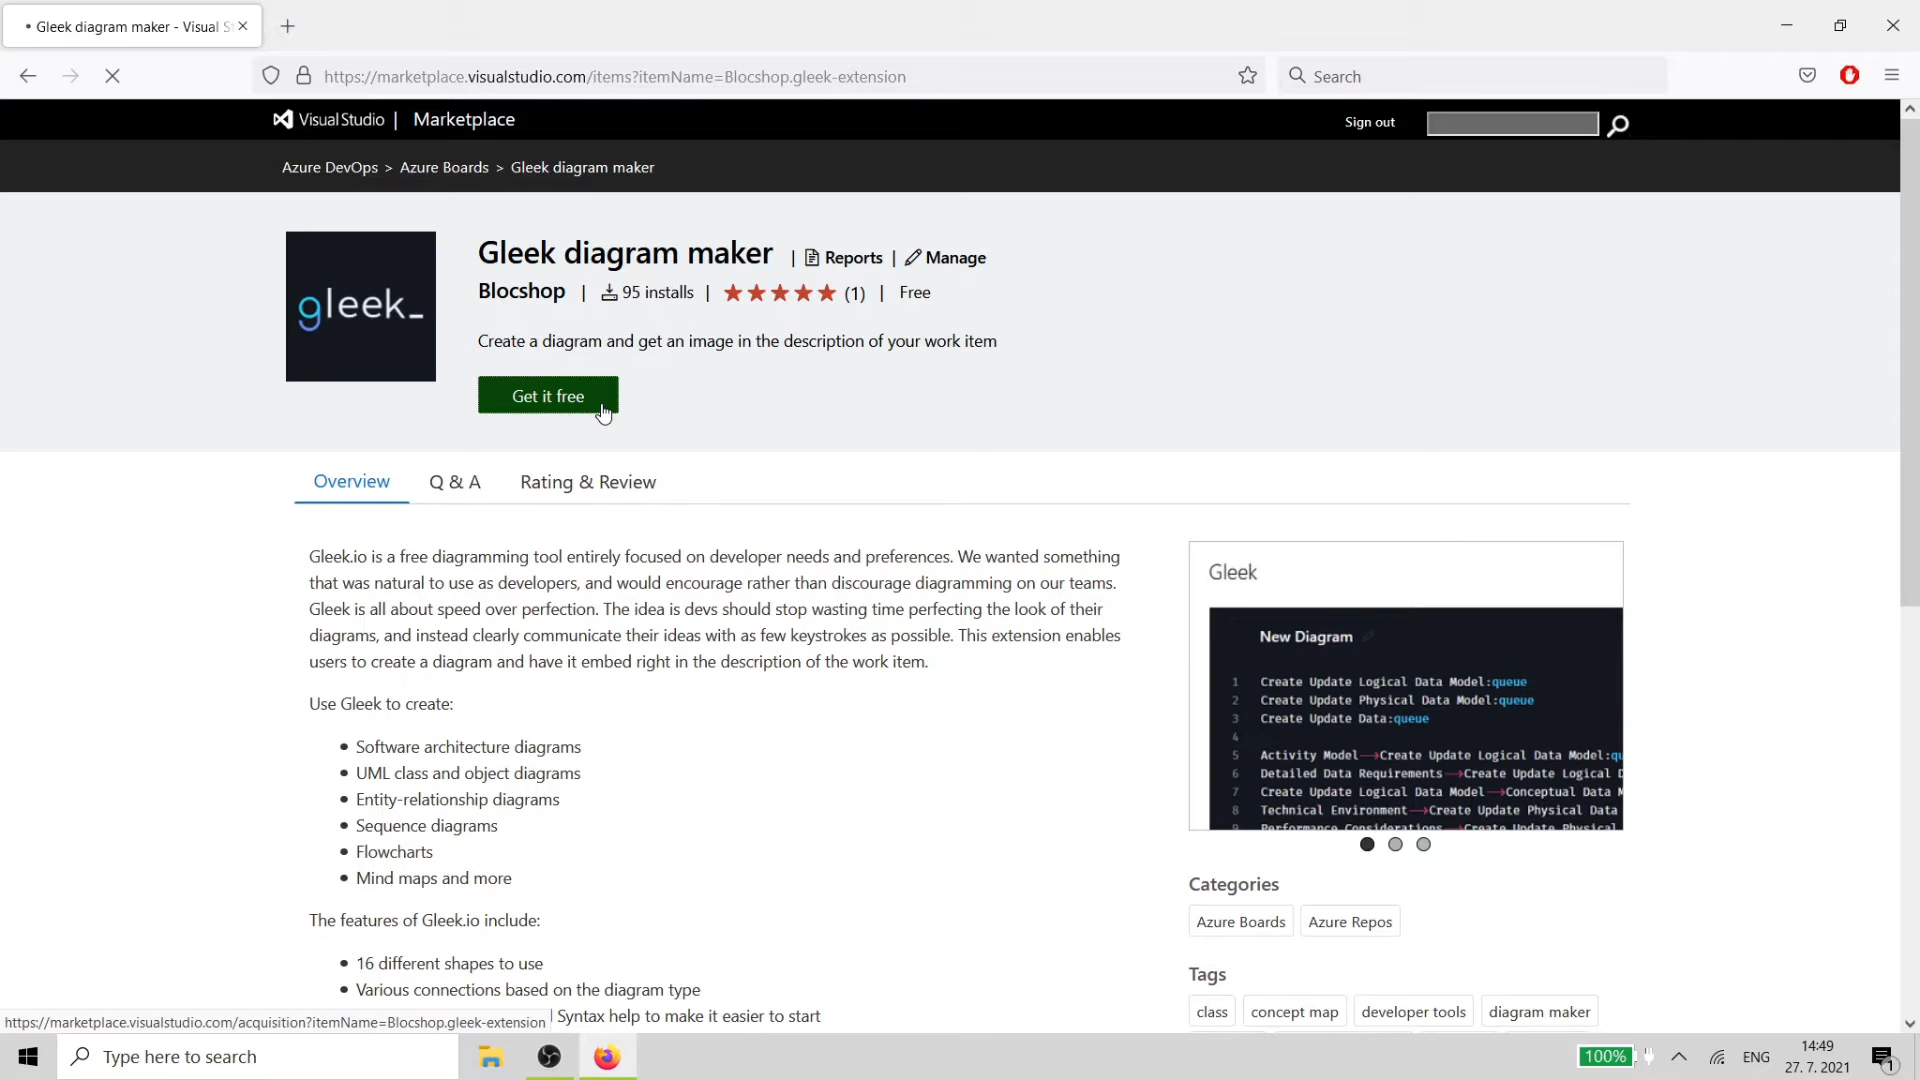 Gleek diagram maker - Visual S
https://marketplace.visualstudio.com/items?itemName=Blocshop.gleek-extension
Search
Visual Studio | Marketplace
Sign out
Azure DevOps > Azure Boards > Gleek diagram maker
gleek_
Gleek diagram maker | Reports | Manage
Blocshop | 95 installs | (1) | Free
Create a diagram and get an image in the description of your work item
Get it free
Overview Q & A Rating & Review
Gleek.io is a free diagramming tool entirely focused on developer needs and preferences. We wanted something
that was natural to use as developers, and would encourage rather than discourage diagramming on our teams.
Gleek is all about speed over perfection. The idea is devs should stop wasting time perfecting the look of their
diagrams, and instead clearly communicate their ideas with as few keystrokes as possible. This extension enables
users to create a diagram and have it embed right in the description of the work item.
Use Gleek to create:
• Software architecture diagrams
• UML class and object diagrams
• Entity-relationship diagrams
• Sequence diagrams
• Flowcharts
• Mind maps and more
The features of Gleek.io include:
• 16 different shapes to use
• Various connections based on the diagram type
Syntax help to make it easier to start
Gleek
New Diagram
1 Create Update Logical Data Model:queue
2 Create Update Physical Data Model:queue
3 Create Update Data:queue
4
5 Activity Model→Create Update Logical Data Model:qu
6 Detailed Data Requirements→Create Update Logical D
7 Create Update Logical Data Model→Conceptual Data M
8 Technical Environment→Create Update Physical Data
9 Performance Considerations→Create Update Physical
Categories
Azure Boards Azure Repos
Tags
class concept map developer tools diagram maker
https://marketplace.visualstudio.com/acquisition?itemName=Blocshop.gleek-extension
Type here to search
100%
ENG
14:49
27. 7. 2021
1